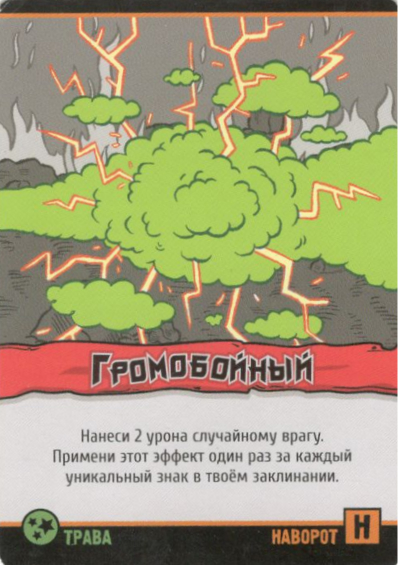 Громобойный
Нанеси 2 урона случайному врагу.
Примени этот эффект один раз за каждый
уникальный знак в твоём заклинании.
ТРАВА
НАВОРОТ Н